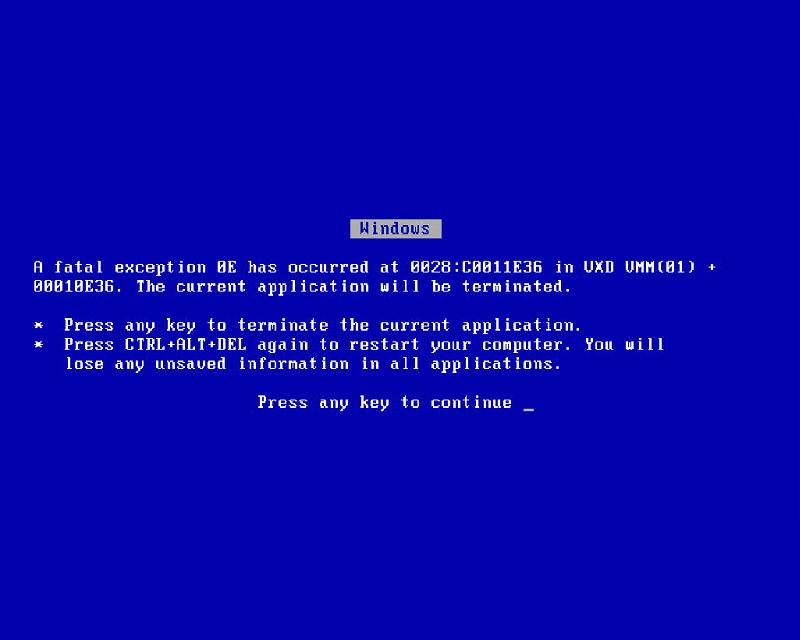 Windows
A fatal exception 0E has occurred at 0028:C0011E36 in VXD VMM(01) +
00010E36. The current application will be terminated.
*  Press any key to terminate the current application.
*  Press CTRL+ALT+DEL again to restart your computer. You will
   lose any unsaved information in all applications.
Press any key to continue _